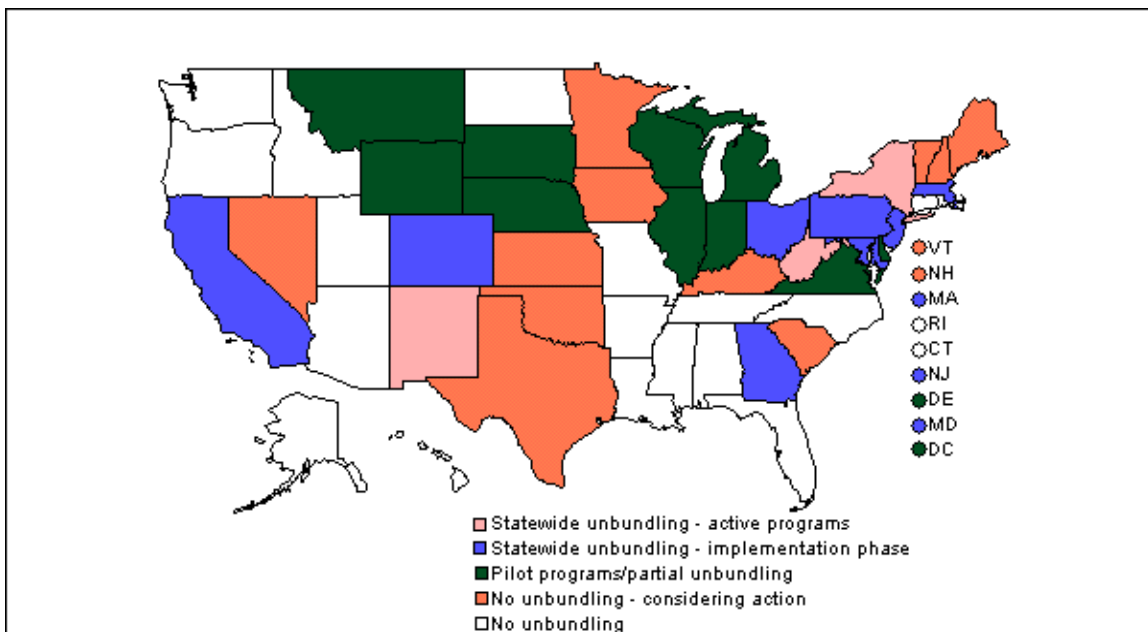 VT
NH
MA
RI
CT
NJ
DE
MD
DC
Statewide unbundling - active programs
Statewide unbundling - implementation phase
Pilot programs/partial unbundling
No unbundling - considering action
No unbundling